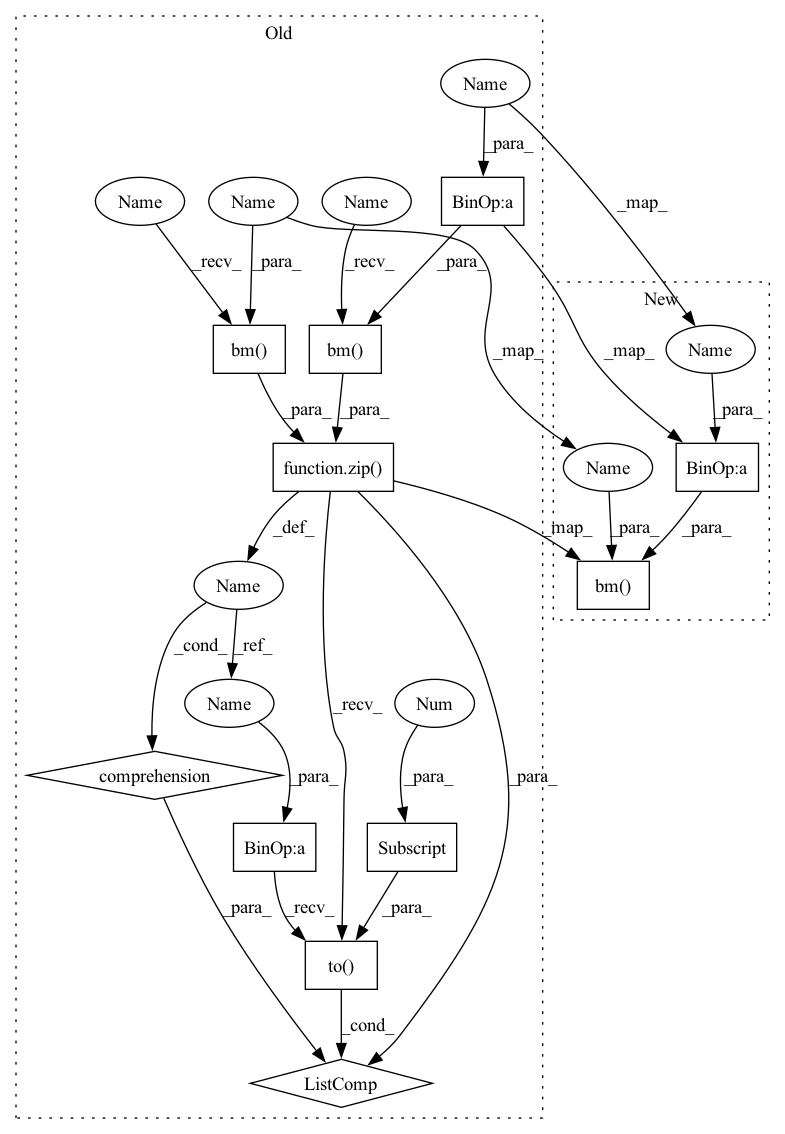 Old
Name
_para_
Name
Name
Name
BinOp:a
_map_
_recv_
_para_
_recv_
_para_
New
bm()
bm()
_map_
_map_
Name
_para_
_para_
_para_
function.zip()
Name
BinOp:a
_def_
_map_
_para_
_para_
Name
bm()
_cond_
_ref_
Name
_recv_
Num
comprehension
_para_
_para_
_para_
BinOp:a
Subscript
_para_
_recv_
_para_
to()
_cond_
ListComp